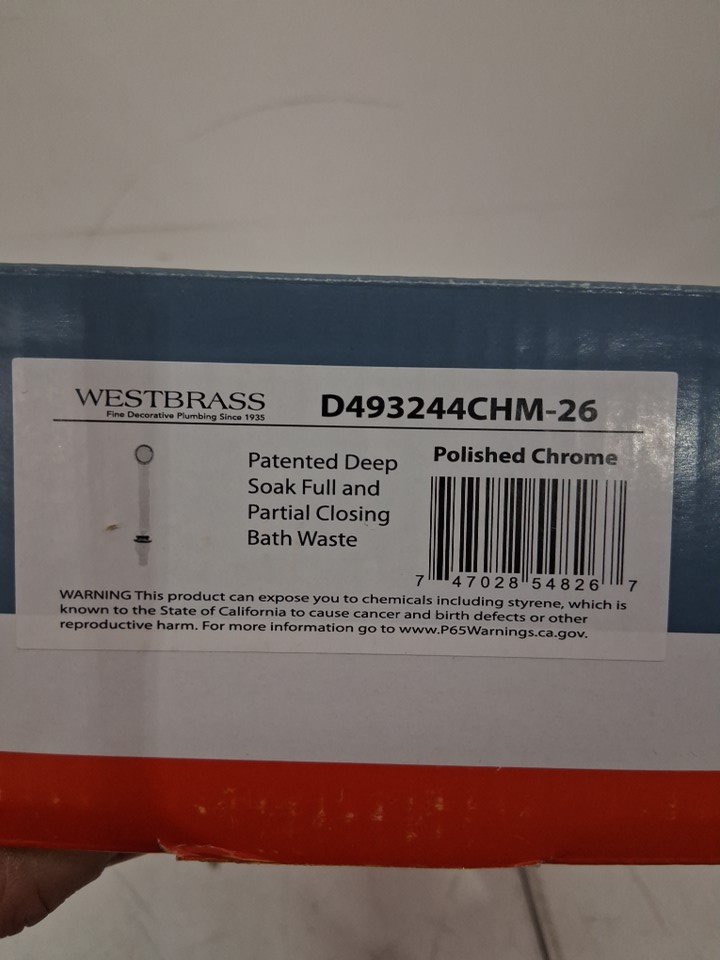 WESTBRASS
Fine Decorative Plumbing Since 1935
D493244CHM-26
Patented Deep
Soak Full and
Partial Closing
Bath Waste
Polished Chrome
7 47028 54826 7
WARNING This product can expose you to chemicals including styrene, which is
known to the State of California to cause cancer and birth defects or other
reproductive harm. For more information go to www.P65Warnings.ca.gov.